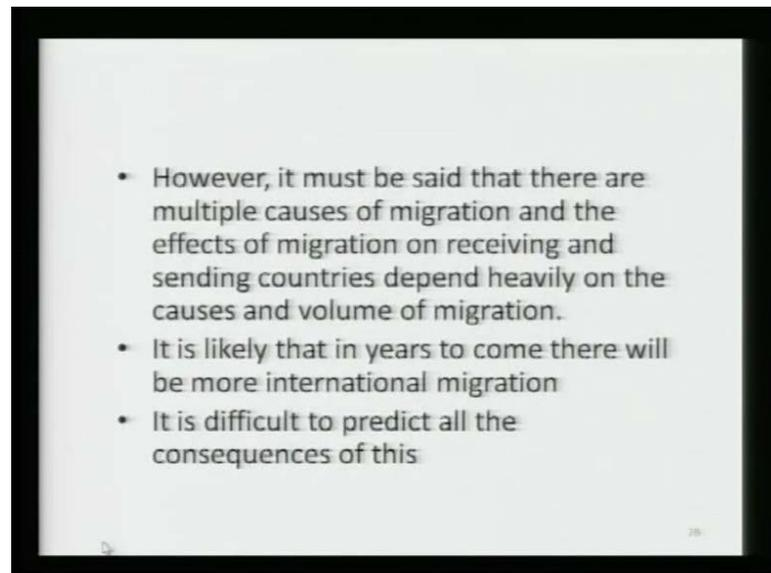 • However, it must be said that there are
multiple causes of migration and the
effects of migration on receiving and
sending countries depend heavily on the
causes and volume of migration.
• It is likely that in years to come there will
be more international migration
• It is difficult to predict all the
consequences of this